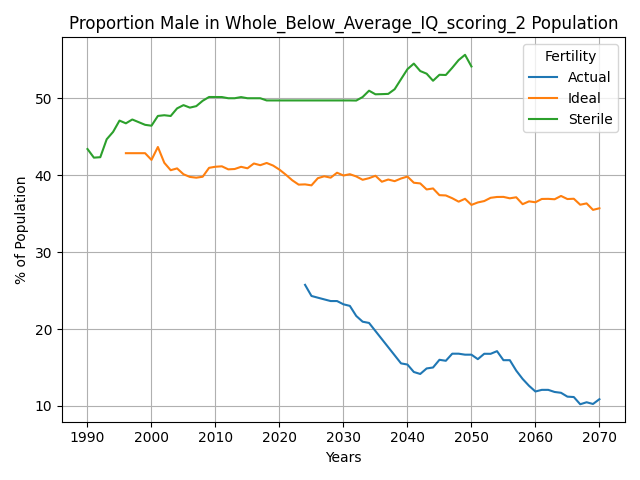 Proportion Male in Whole_Below_Average_IQ_scoring_2 Population
Fertility
Actual
Ideal
Sterile
% of Population
50
40
30
20
10
1990 2000 2010 2020 2030 2040 2050 2060 2070
Years